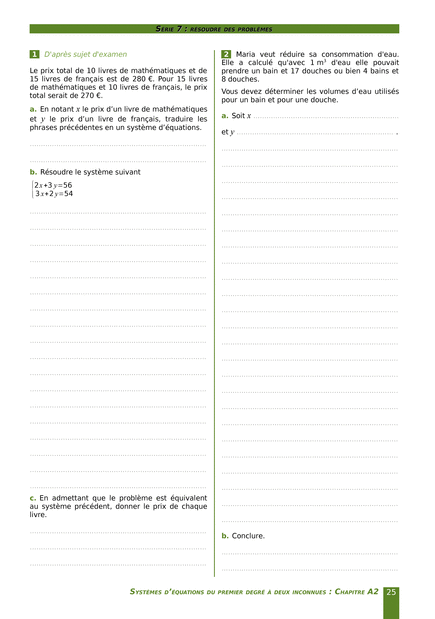 SÉRIE 7 : RÉSOUDRE DES PROBLÈMES
1 D'après sujet d'examen
Le prix total de 10 livres de mathématiques et de
15 livres de français est de 280 €. Pour 15 livres
de mathématiques et 10 livres de français, le prix
total serait de 270 €.
a. En notant x le prix d'un livre de mathématiques
et y le prix d'un livre de français, traduire les
phrases précédentes en un système d'équations.
b. Résoudre le système suivant
2x+3y=56
3x+2y=54
c. En admettant que le problème est équivalent
au système précédent, donner le prix de chaque
livre.
2 Maria veut réduire sa consommation d'eau.
Elle a calculé qu'avec 1 m³ d'eau elle pouvait
prendre un bain et 17 douches ou bien 4 bains et
8 douches.
Vous devez déterminer les volumes d'eau utilisés
pour un bain et pour une douche.
a. Soit x
et y .
b. Conclure.
SYSTÈMES D'ÉQUATIONS DU PREMIER DEGRÉ À DEUX INCONNUES : CHAPITRE A2 25